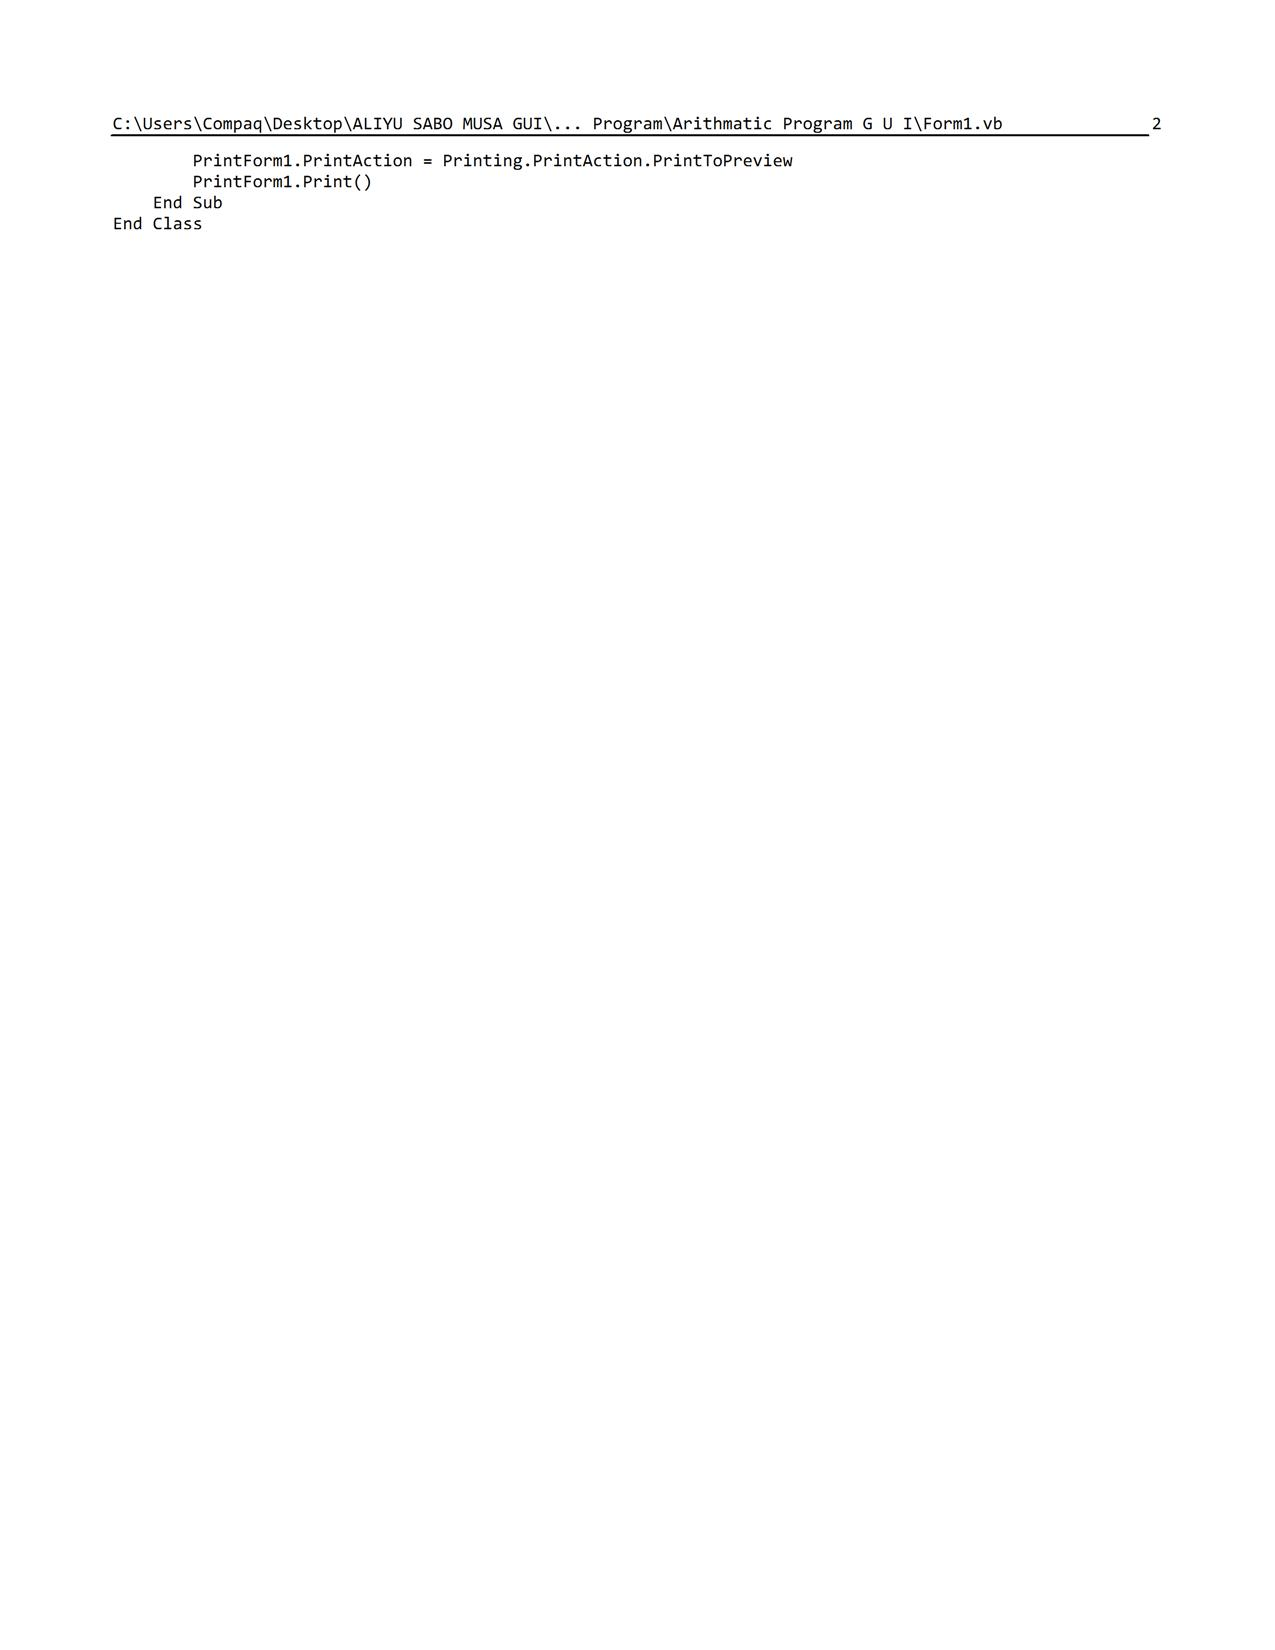 C:\Users\Compaq\Desktop\ALIYU SABO MUSA GUI\... Program\Arithmatic Program G U I\Form1.vb 2
        PrintForm1.PrintAction = Printing.PrintAction.PrintToPreview
        PrintForm1.Print()
    End Sub
End Class